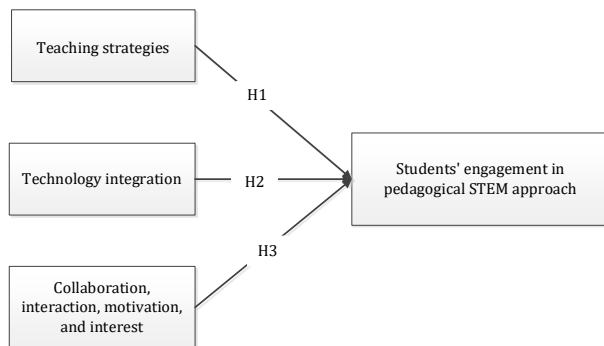 Teaching strategies
H1
Technology integration
H2
Students' engagement in
pedagogical STEM approach
H3
Collaboration,
interaction, motivation,
and interest